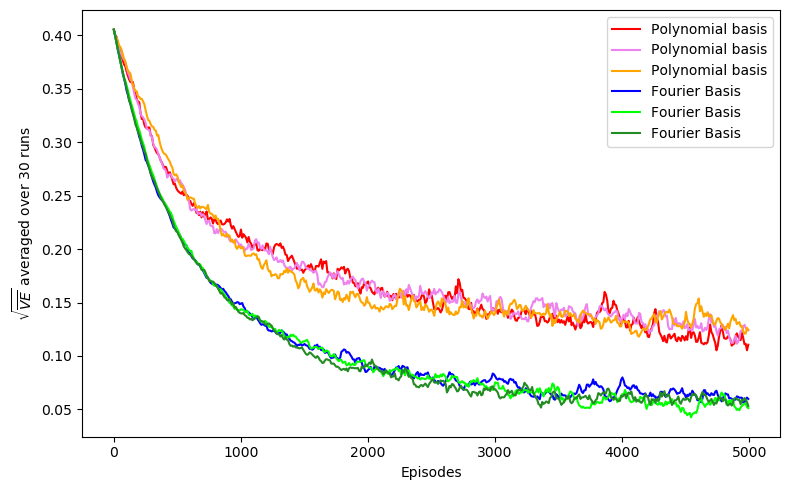 0.40
0.35
0.30
0.25
0.20
0.15
0.10
0.05
√VE averaged over 30 runs
0 1000 2000 3000 4000 5000
Episodes
Polynomial basis
Polynomial basis
Polynomial basis
Fourier Basis
Fourier Basis
Fourier Basis